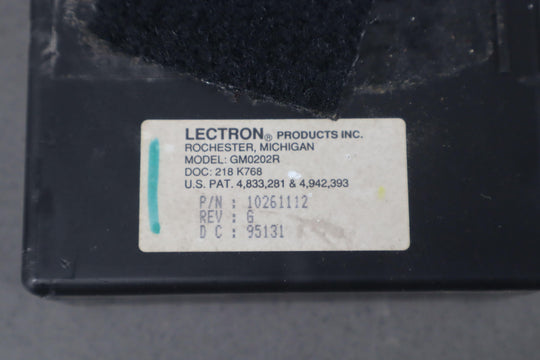 LECTRON® PRODUCTS INC.
ROCHESTER, MICHIGAN
MODEL: GM0202R
DOC: 218 K768
U.S. PAT. 4,833,281 & 4,942,393
P/N : 10261112
REV : G
D C : 95131